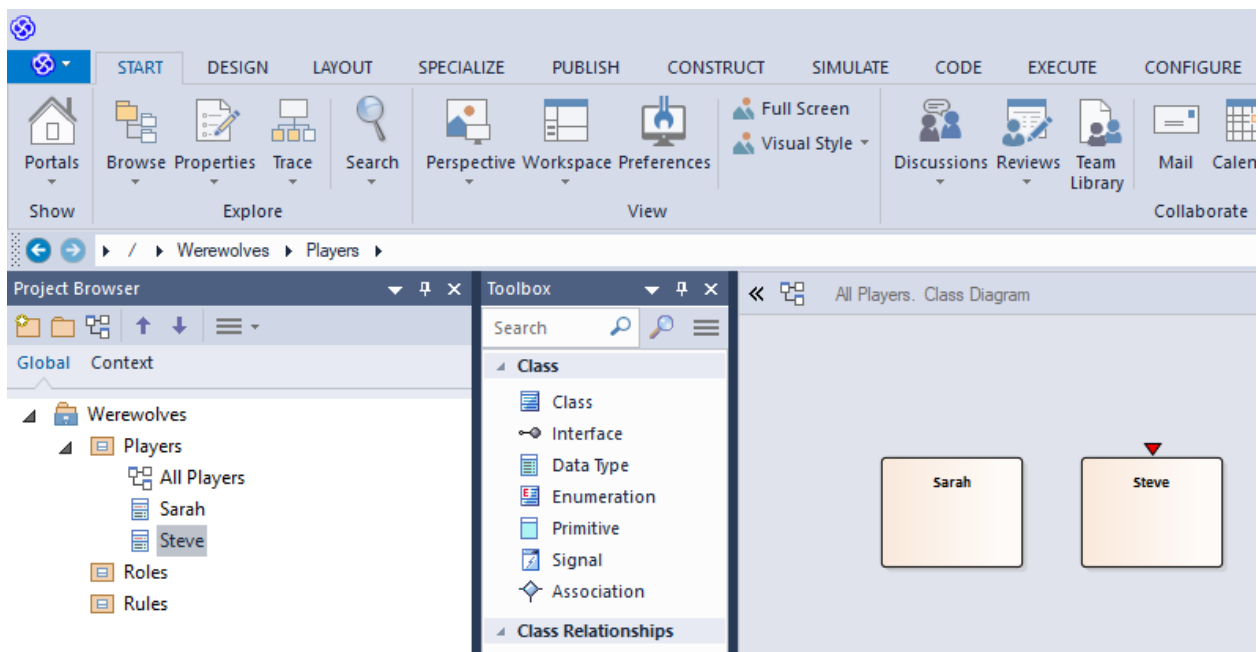 START DESIGN LAYOUT SPECIALIZE PUBLISH CONSTRUCT SIMULATE CODE EXECUTE CONFIGURE
Portals Browse Properties Trace Search Perspective Workspace Preferences
Full Screen
Visual Style
Discussions Reviews Team Library Mail Calen
Show Explore View Collaborate
/ Werewolves Players
Project Browser
Global Context
Werewolves
Players
All Players
Sarah
Steve
Roles
Rules
Toolbox
Search
Class
Class
Interface
Data Type
Enumeration
Primitive
Signal
Association
Class Relationships
All Players. Class Diagram
Sarah
Steve